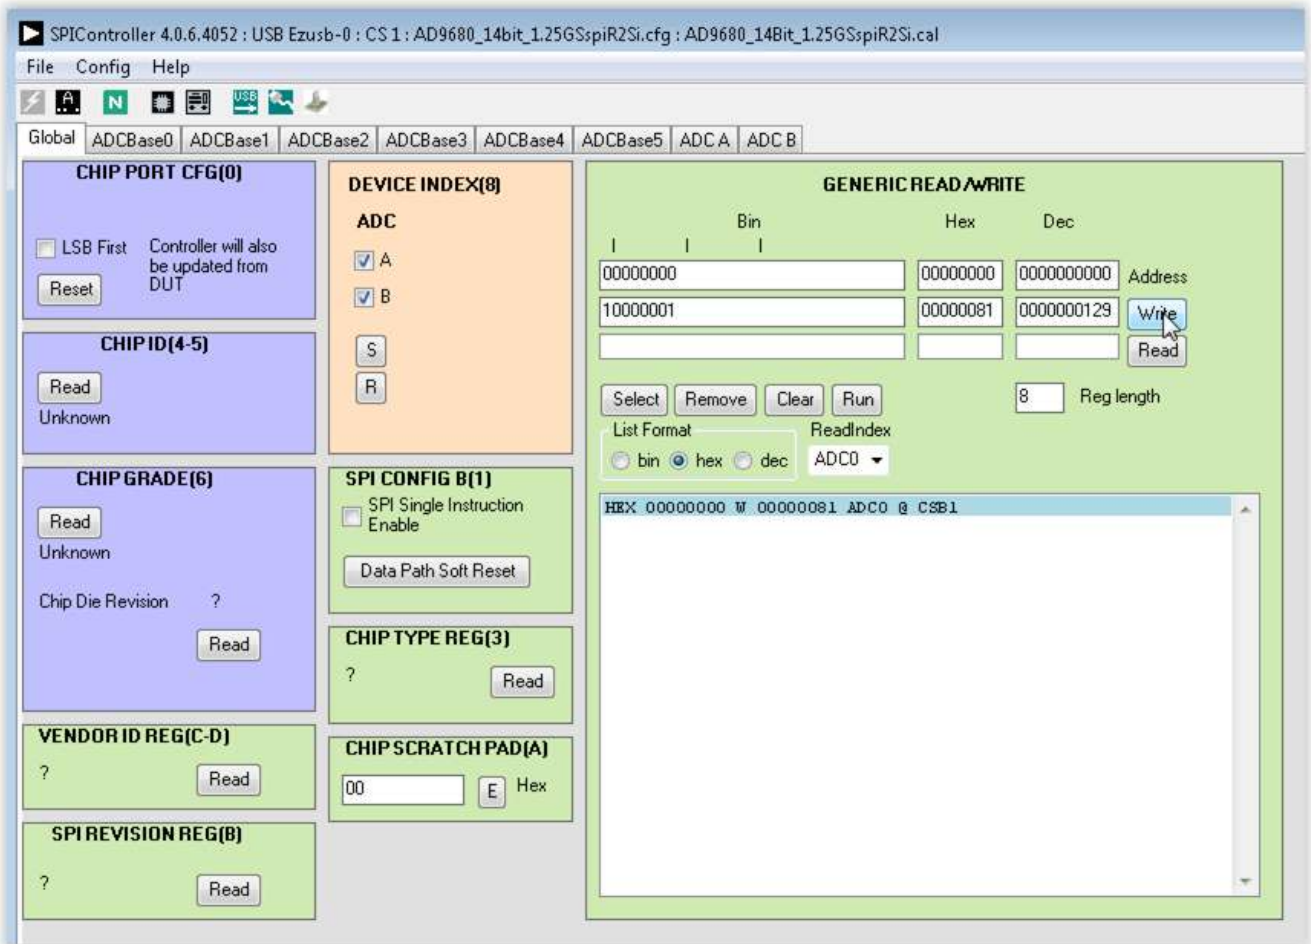 SPIController 4.0.6.4052 : USB Ezusb-0 : CS 1 : AD9680_14bit_1.25GSspiR2Si.cfg : AD9680_14Bit_1.25GSspiR2Si.cal
File Config Help
A N USB
Global ADCBase0 ADCBase1 ADCBase2 ADCBase3 ADCBase4 ADCBase5 ADC A ADC B
CHIP PORT CFG(0)
LSB First
Controller will also
be updated from
DUT
Reset
CHIP ID(4-5)
Read
Unknown
CHIP GRADE(6)
Read
Unknown
Chip Die Revision ?
Read
VENDOR ID REG(C-D)
? Read
SPI REVISION REG(B)
? Read
DEVICE INDEX(8)
ADC
A
B
S
R
SPI CONFIG B(1)
SPI Single Instruction
Enable
Data Path Soft Reset
CHIP TYPE REG(3)
? Read
CHIP SCRATCH PAD(A)
00 E Hex
GENERIC READ/WRITE
Bin Hex Dec
00000000 00000000 0000000000 Address
10000001 00000081 0000000129 Write
Read
Select Remove Clear Run 8 Reg length
List Format ReadIndex
bin hex dec ADC0
HEX 00000000 W 00000081 ADC0 @ CSB1